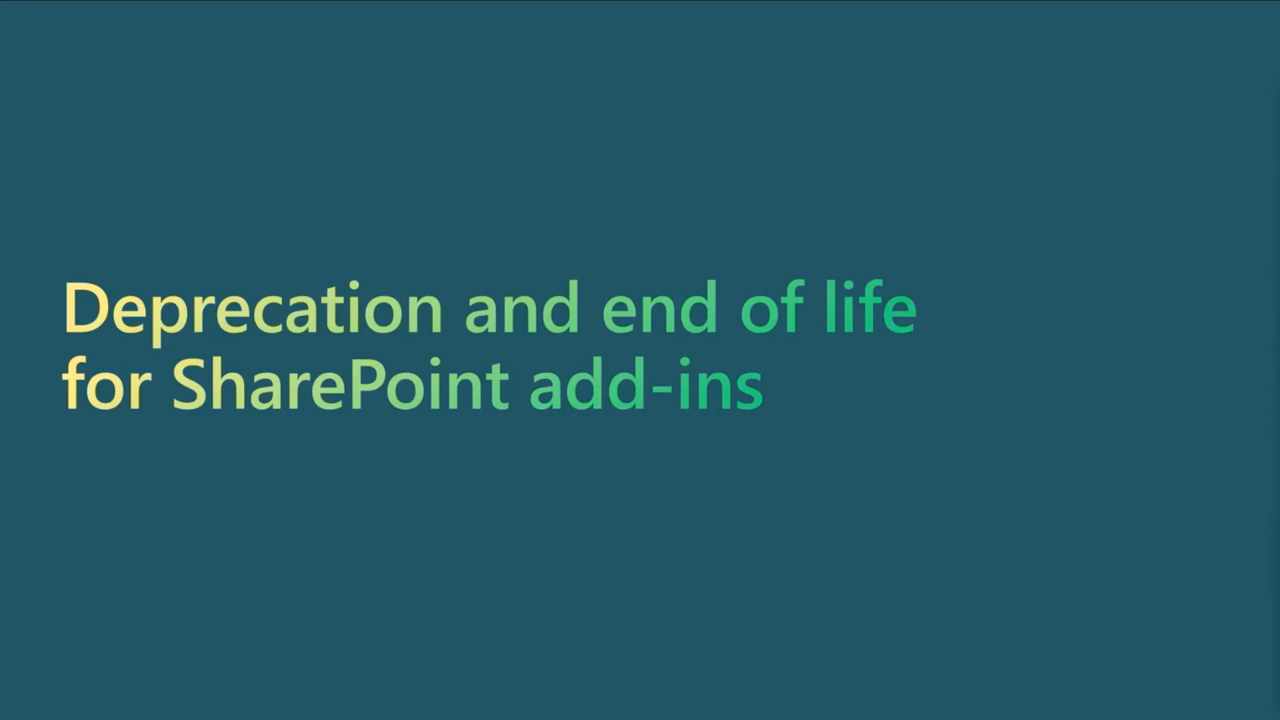 Deprecation and end of life
for SharePoint add-ins